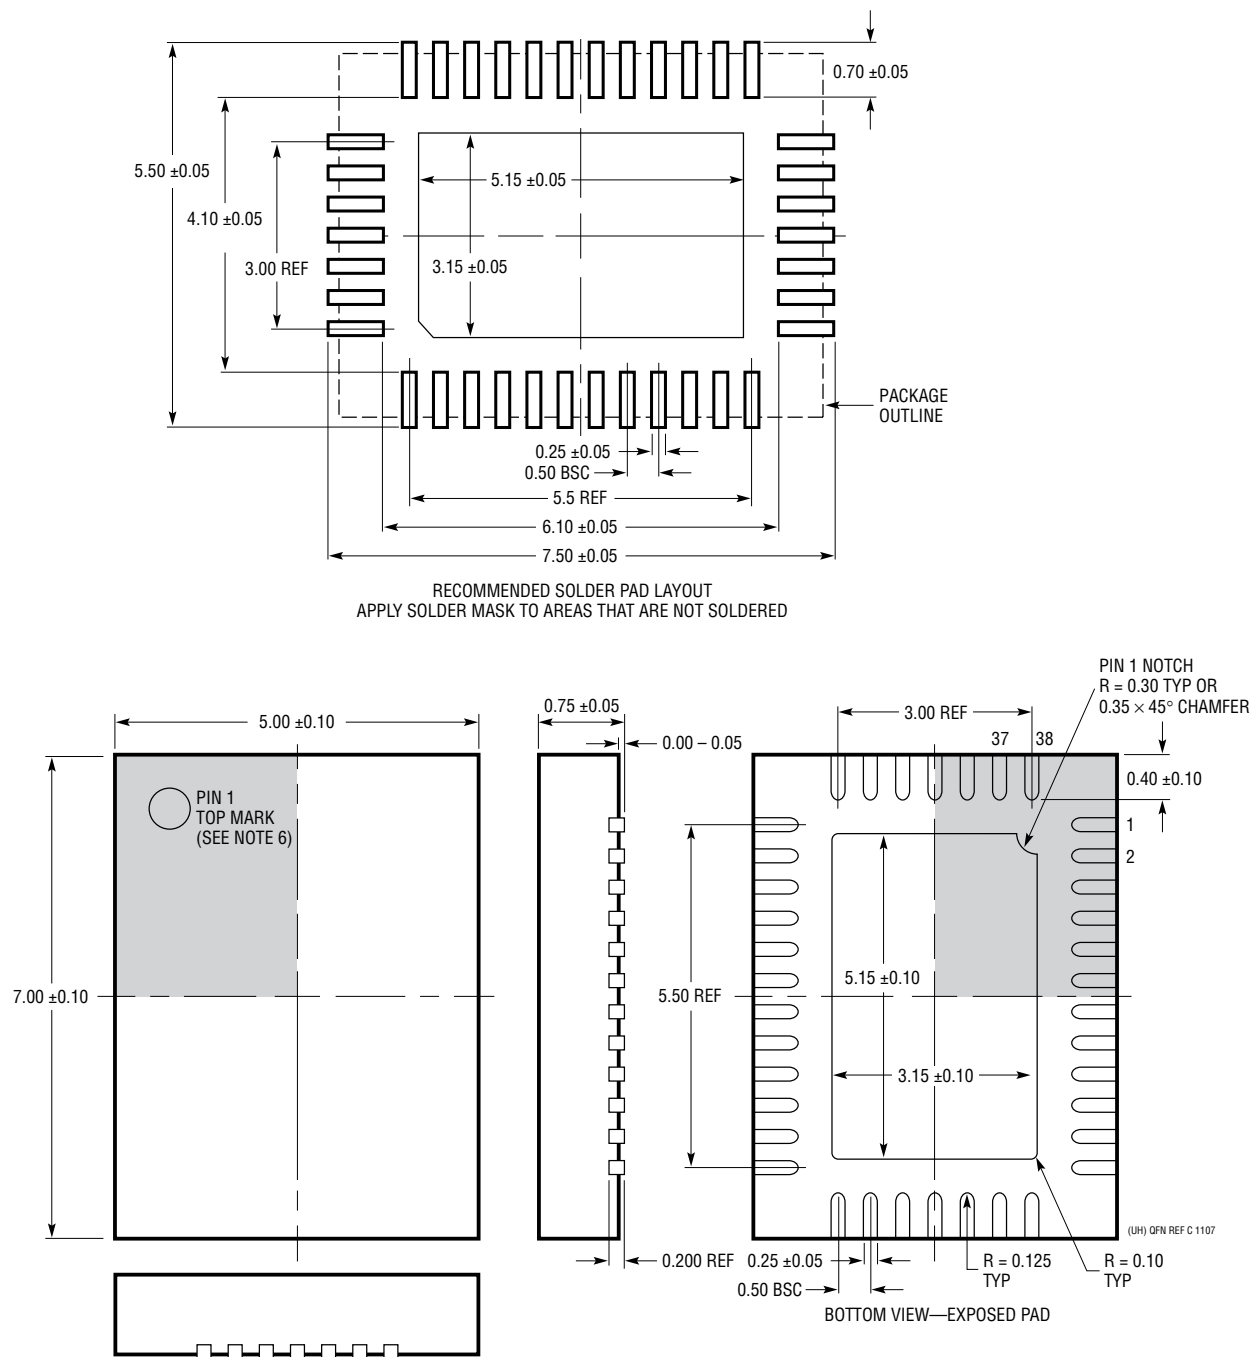 0.70 ±0.05
5.50 ±0.05
5.15 ±0.05
4.10 ±0.05
3.00 REF
3.15 ±0.05
PACKAGE
OUTLINE
0.25 ±0.05
0.50 BSC
5.5 REF
6.10 ±0.05
7.50 ±0.05
RECOMMENDED SOLDER PAD LAYOUT
APPLY SOLDER MASK TO AREAS THAT ARE NOT SOLDERED
5.00 ±0.10
PIN 1
TOP MARK
(SEE NOTE 6)
7.00 ±0.10
0.75 ±0.05
0.00 – 0.05
0.200 REF
PIN 1 NOTCH
R = 0.30 TYP OR
0.35 × 45° CHAMFER
3.00 REF
37 38
0.40 ±0.10
1
2
5.15 ±0.10
5.50 REF
3.15 ±0.10
(UH) QFN REF C 1107
0.25 ±0.05
0.50 BSC
R = 0.125
TYP
R = 0.10
TYP
BOTTOM VIEW—EXPOSED PAD